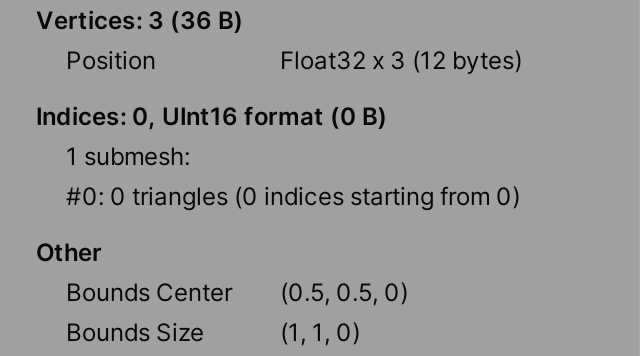 Vertices: 3 (36 B)
Position Float32 x 3 (12 bytes)
Indices: 0, UInt16 format (0 B)
1 submesh:
#0: 0 triangles (0 indices starting from 0)
Other
Bounds Center (0.5, 0.5, 0)
Bounds Size (1, 1, 0)